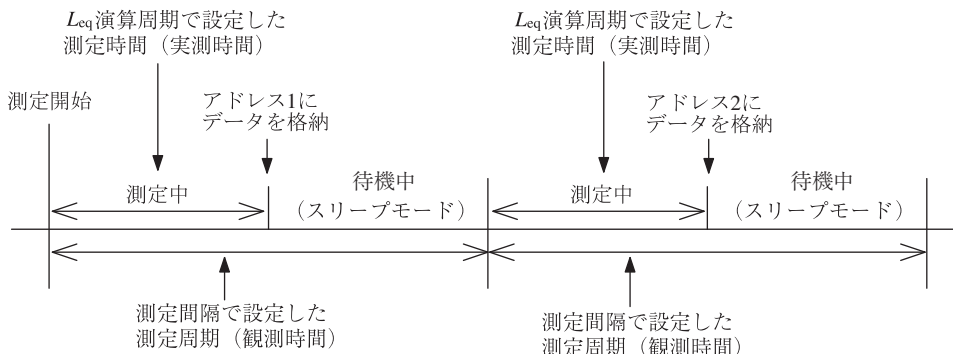 Leq演算周期で設定した
測定時間（実測時間）
Leq演算周期で設定した
測定時間（実測時間）
測定開始
アドレス1に
データを格納
アドレス2に
データを格納
測定中
待機中
（スリープモード）
測定中
待機中
（スリープモード）
測定間隔で設定した
測定周期（観測時間）
測定間隔で設定した
測定周期（観測時間）